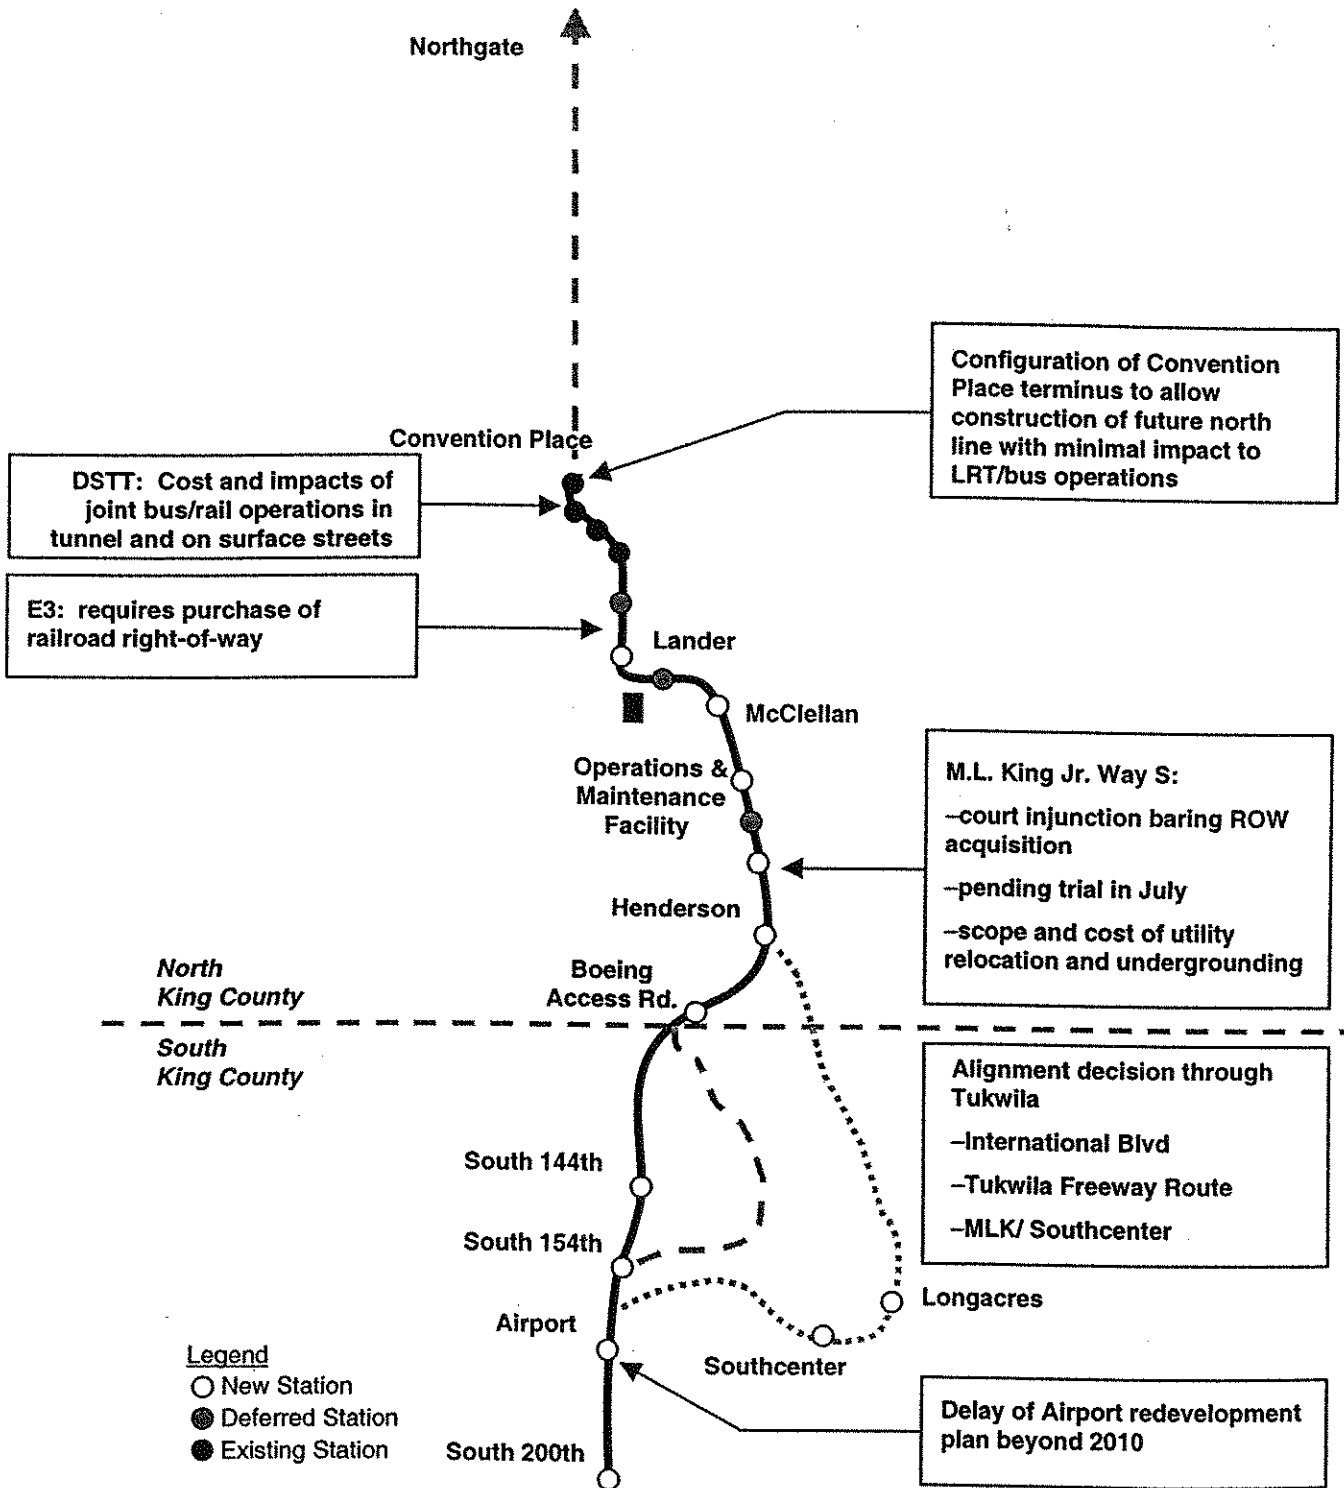 Northgate
Configuration of Convention
Place terminus to allow
construction of future north
line with minimal impact to
LRT/bus operations
Convention Place
DSTT: Cost and impacts of
joint bus/rail operations in
tunnel and on surface streets
E3: requires purchase of
railroad right-of-way
Lander
McClellan
Operations &
Maintenance
Facility
M.L. King Jr. Way S:
–court injunction baring ROW
acquisition
–pending trial in July
–scope and cost of utility
relocation and undergrounding
Henderson
Boeing
Access Rd.
North
King County
South
King County
Alignment decision through
Tukwila
–International Blvd
–Tukwila Freeway Route
–MLK/ Southcenter
South 144th
South 154th
Longacres
Airport
Southcenter
Legend
New Station
Deferred Station
Existing Station
South 200th
Delay of Airport redevelopment
plan beyond 2010